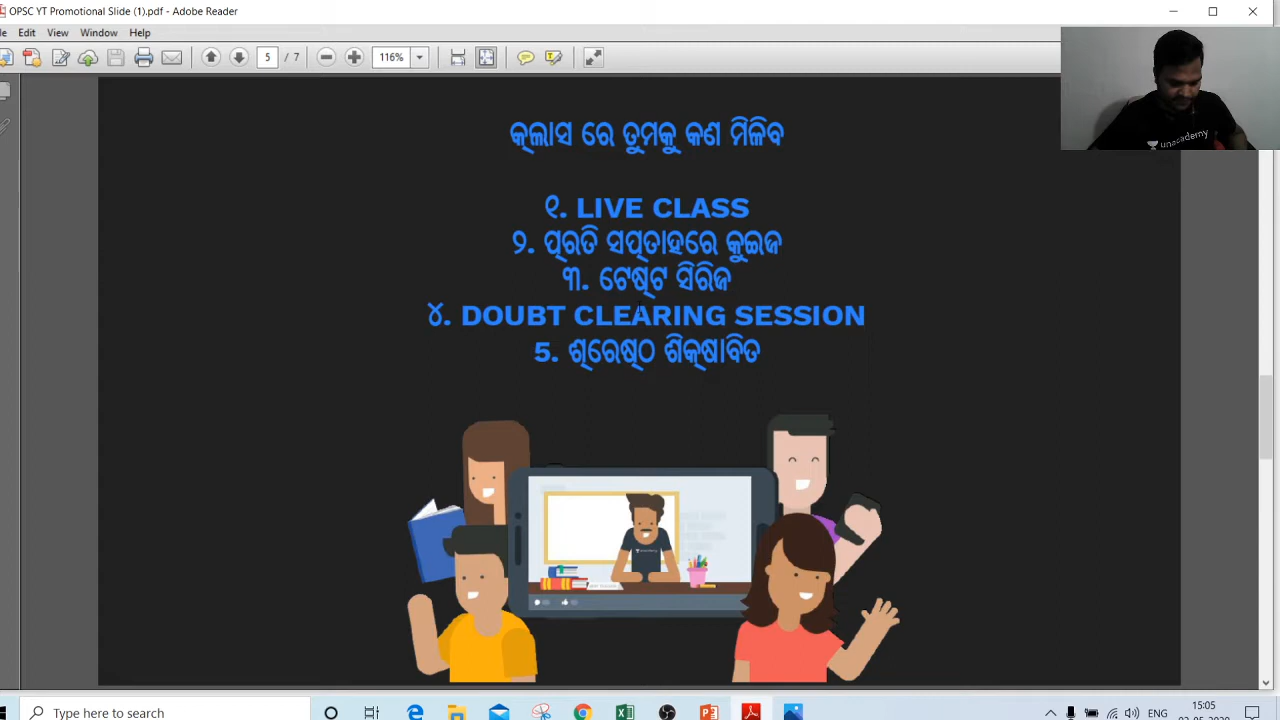 OPSC YT Promotional Slide (1).pdf - Adobe Reader
Edit View Window Help
5 / 7 116%
unacademy
କ୍ଲାସ ରେ ତୁମକୁ କଣ ମିଳିବ
୧. LIVE CLASS
୨. ପ୍ରତି ସପ୍ତାହରେ କୁଇଜ
୩. ଟେଷ୍ଟ ସିରିଜ
୪. DOUBT CLEARING SESSION
5. ଶ୍ରେଷ୍ଠ ଶିକ୍ଷାବିତ
unacademy
Type here to search
ENG
15:05